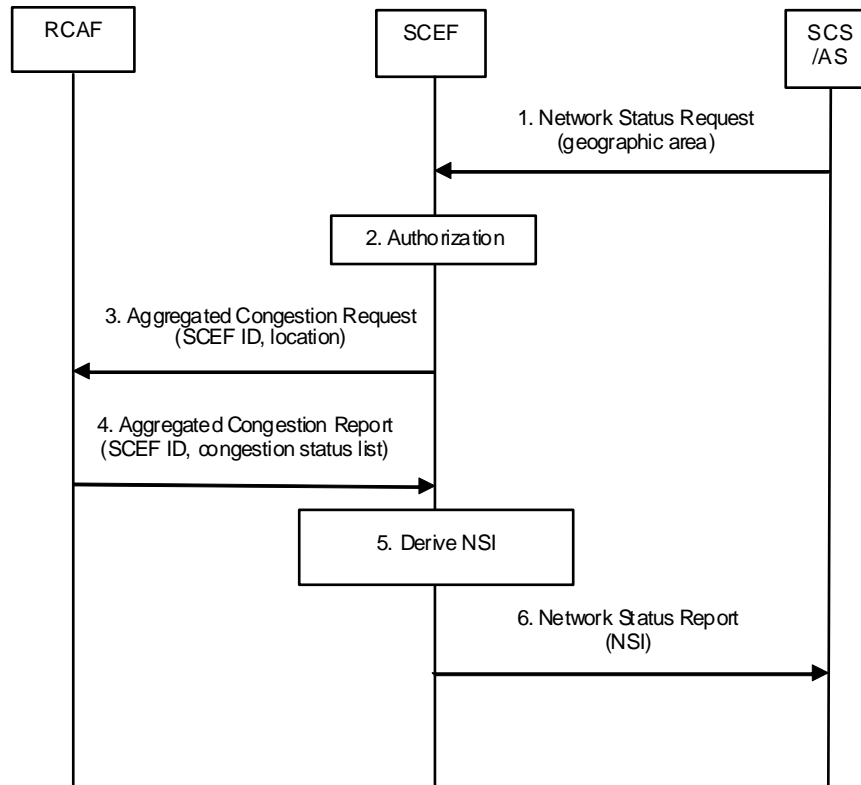 RCAF
SCEF
SCS
/AS
1. Network Status Request
(geographic area)
2. Authorization
3. Aggregated Congestion Request
(SCEF ID, location)
4. Aggregated Congestion Report
(SCEF ID, congestion status list)
5. Derive NSI
6. Network Status Report
(NSI)